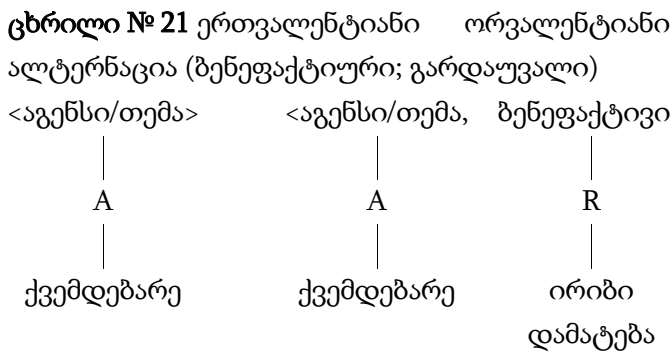 ცხრილი № 21 ერთვალენტიანი ორვალენტიანი
ალტერნაცია (ბენეფაქტიური; გარდაუვალი)
<აგენსი/თემა> <აგენსი/თემა, ბენეფაქტივი
A A R
ქვემდებარე ქვემდებარე ირიბი
დამატება